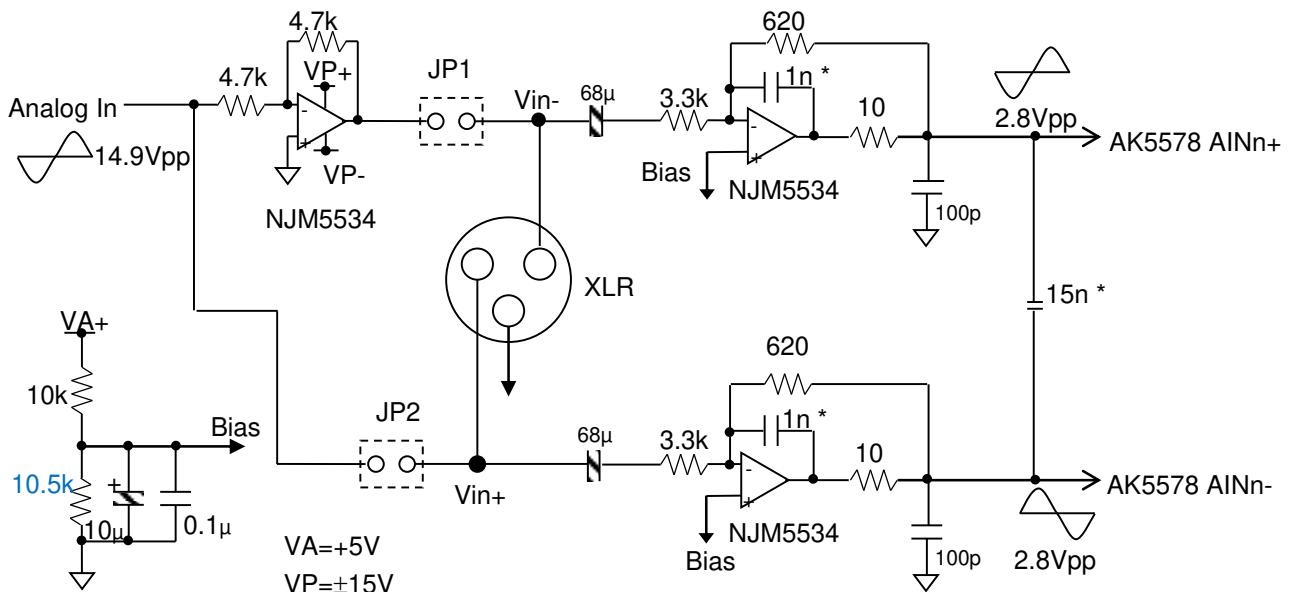 4.7k
620
VP+
JP1
4.7k
1n *
Analog In
Vin-
68μ
3.3k
10
2.8Vpp
AK5578 AINn+
14.9Vpp
-
+
-
+
VP-
Bias
NJM5534
NJM5534
100p
XLR
15n *
VA+
620
10k
JP2
1n *
Bias
68μ
3.3k
10
10.5k
+
-
+
AK5578 AINn-
Vin+
10μ
0.1μ
NJM5534
VA=+5V
Bias
100p
2.8Vpp
VP=±15V